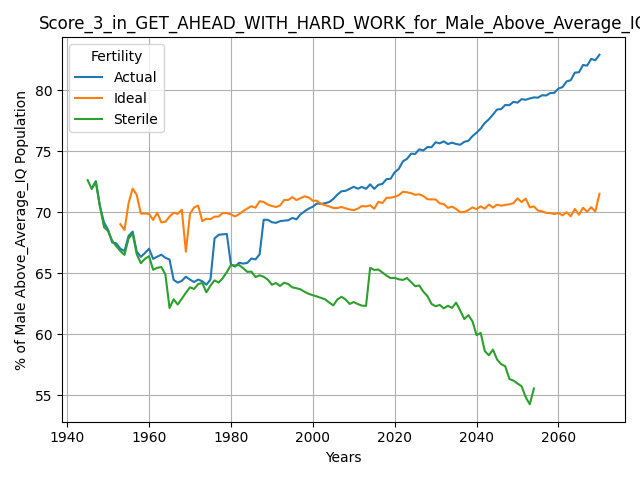 Score_3_in_GET_AHEAD_WITH_HARD_WORK_for_Male_Above_Average_IQ
Fertility
Actual
Ideal
Sterile
% of Male Above_Average_IQ Population
80
75
70
65
60
55
1940
1960
1980
2000
2020
2040
2060
Years